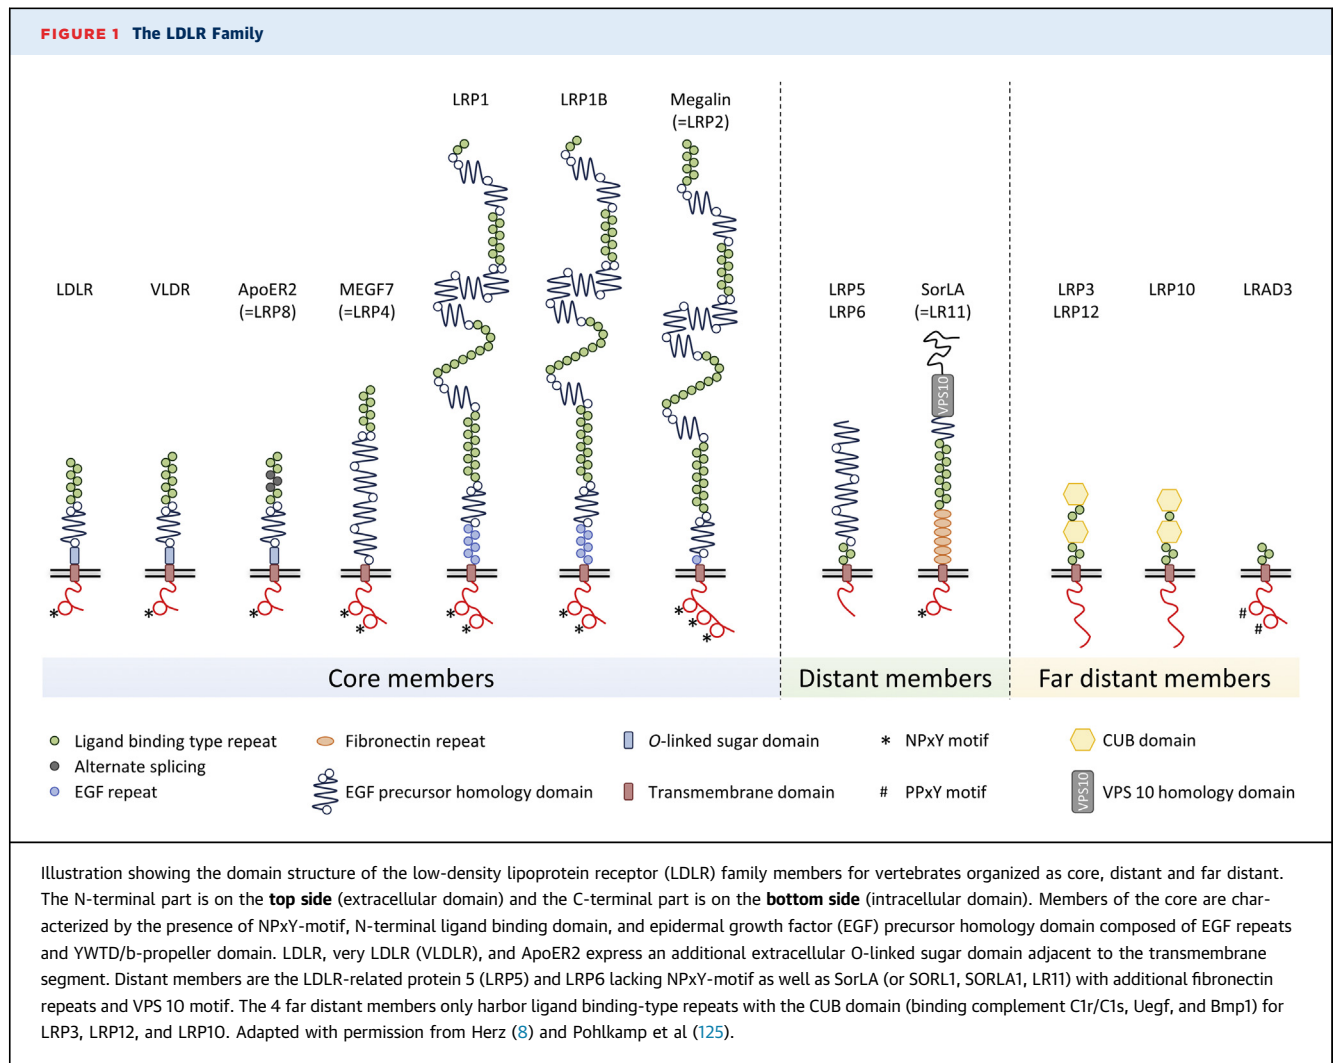 FIGURE 1 The LDLR Family
LRP1
LRP1B
Megalin
(=LRP2)
LDLR
VLDR
ApoER2
(=LRP8)
MEGF7
(=LRP4)
LRP5
LRP6
SorLA
(=LR11)
LRP3
LRP12
LRP10
LRAD3
VPS10
*
*
*
*
*
*
*
*
*
*
*
*
*
#
#
Core members
Distant members
Far distant members
Ligand binding type repeat
Alternate splicing
EGF repeat
Fibronectin repeat
EGF precursor homology domain
O-linked sugar domain
Transmembrane domain
* NPxY motif
# PPxY motif
CUB domain
VPS10
VPS 10 homology domain
Illustration showing the domain structure of the low-density lipoprotein receptor (LDLR) family members for vertebrates organized as core, distant and far distant.
The N-terminal part is on the top side (extracellular domain) and the C-terminal part is on the bottom side (intracellular domain). Members of the core are char-
acterized by the presence of NPxY-motif, N-terminal ligand binding domain, and epidermal growth factor (EGF) precursor homology domain composed of EGF repeats
and YWTD/b-propeller domain. LDLR, very LDLR (VLDLR), and ApoER2 express an additional extracellular O-linked sugar domain adjacent to the transmembrane
segment. Distant members are the LDLR-related protein 5 (LRP5) and LRP6 lacking NPxY-motif as well as SorLA (or SORL1, SORLA1, LR11) with additional fibronectin
repeats and VPS 10 motif. The 4 far distant members only harbor ligand binding-type repeats with the CUB domain (binding complement C1r/C1s, Uegf, and Bmp1) for
LRP3, LRP12, and LRP10. Adapted with permission from Herz (8) and Pohlkamp et al (125).